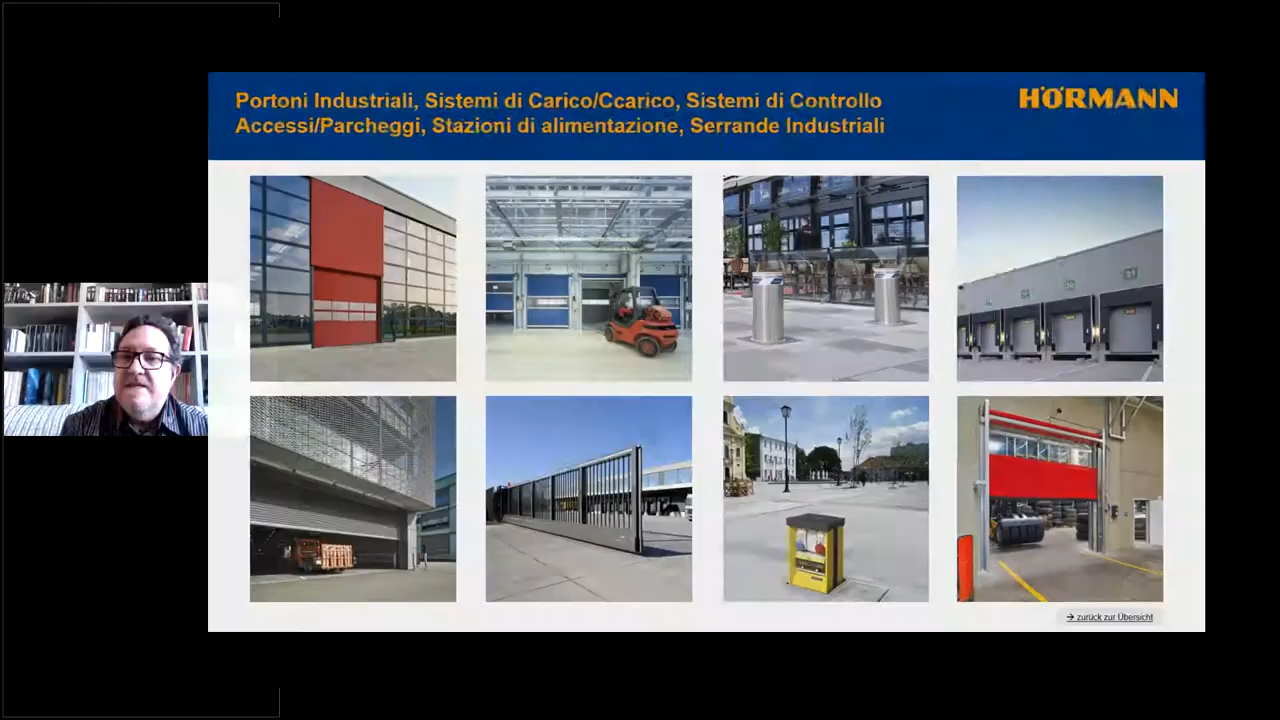 Portoni Industriali, Sistemi di Carico/Ccarico, Sistemi di Controllo
Accessi/Parcheggi, Stazioni di alimentazione, Serrande Industriali
HÖRMANN
→ zurück zur Übersicht